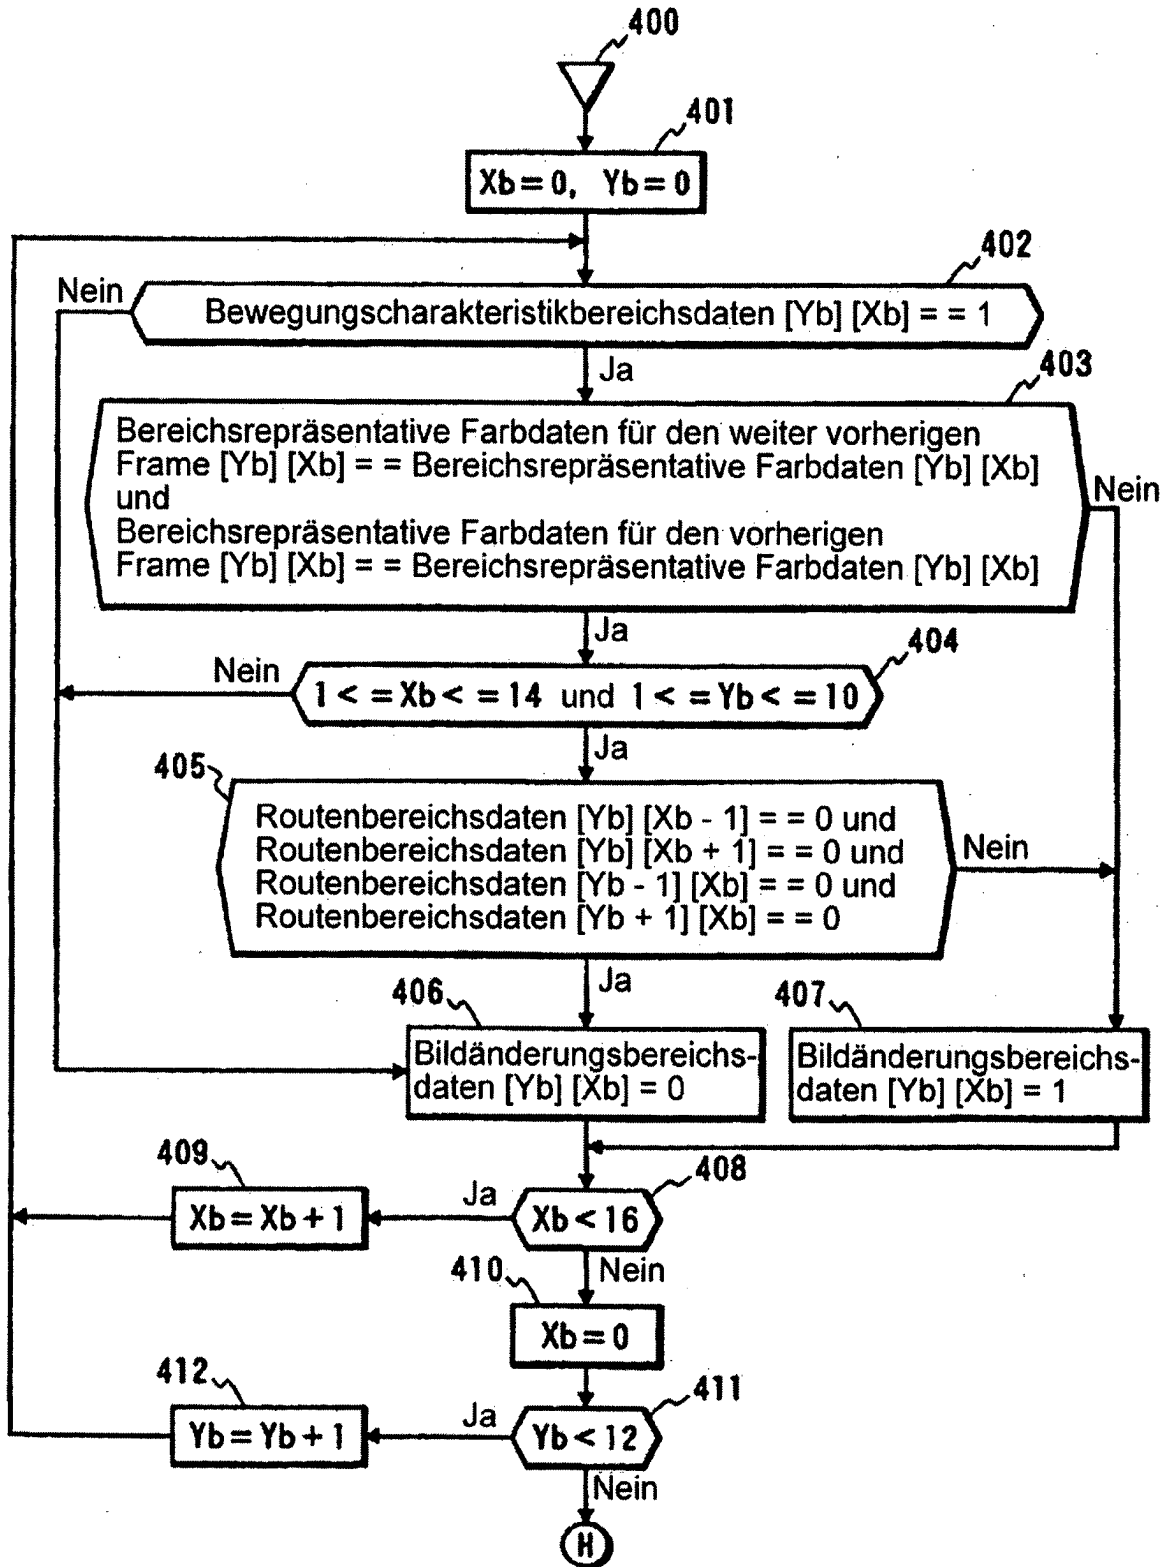 400
401
Xb = 0, Yb = 0
402
Nein
Bewegungscharakteristikbereichsdaten [Yb] [Xb] = = 1
Ja
403
Bereichsrepräsentative Farbdaten für den weiter vorherigen
Frame [Yb] [Xb] = = Bereichsrepräsentative Farbdaten [Yb] [Xb]
und
Bereichsrepräsentative Farbdaten für den vorherigen
Frame [Yb] [Xb] = = Bereichsrepräsentative Farbdaten [Yb] [Xb]
Nein
Ja
404
Nein
1 < = Xb < = 14 und 1 < = Yb < = 10
Ja
405
Routenbereichsdaten [Yb] [Xb - 1] = = 0 und
Routenbereichsdaten [Yb] [Xb + 1] = = 0 und
Routenbereichsdaten [Yb - 1] [Xb] = = 0 und
Routenbereichsdaten [Yb + 1] [Xb] = = 0
Nein
Ja
406
Bildänderungsbereichs-
daten [Yb] [Xb] = 0
407
Bildänderungsbereichs-
daten [Yb] [Xb] = 1
408
Xb < 16
Ja
409
Xb = Xb + 1
Nein
410
Xb = 0
411
Yb < 12
Ja
412
Yb = Yb + 1
Nein
H